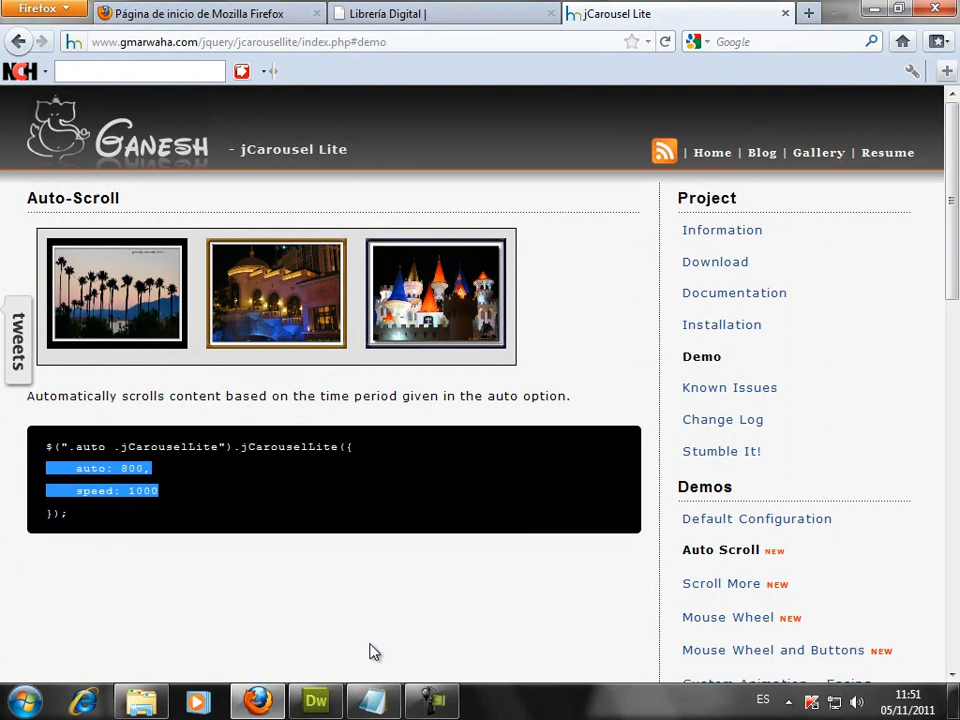 Firefox
Página de inicio de Mozilla Firefox
Librería Digital |
jCarousel Lite
www.gmarwaha.com/jquery/jcarousellite/index.php#demo
Google
NCH
GANESH
- jCarousel Lite
| Home | Blog | Gallery | Resume
Auto-Scroll
tweets
Automatically scrolls content based on the time period given in the auto option.
$(".auto .jCarouselLite").jCarouselLite({
auto: 800,
speed: 1000
});
Project
Information
Download
Documentation
Installation
Demo
Known Issues
Change Log
Stumble It!
Demos
Default Configuration
Auto Scroll NEW
Scroll More NEW
Mouse Wheel NEW
Mouse Wheel and Buttons NEW
Dw
ES
11:51
05/11/2011